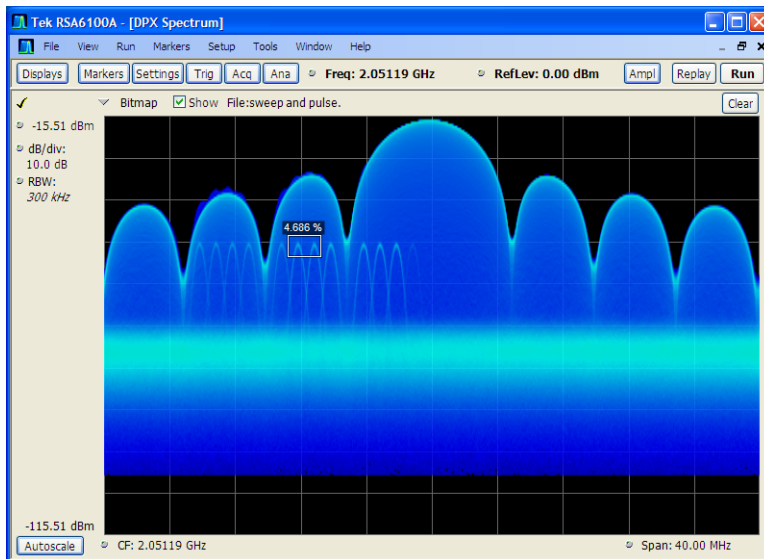 Tek RSA6100A - [DPX Spectrum]
File View Run Markers Setup Tools Window Help
Displays Markers Settings Trig Acq Ana Freq: 2.05119 GHz RefLev: 0.00 dBm Ampl Replay Run
Bitmap Show File:sweep and pulse. Clear
-15.51 dBm
dB/div:
10.0 dB
RBW:
300 kHz
4.686 %
-115.51 dBm
Autoscale CF: 2.05119 GHz Span: 40.00 MHz